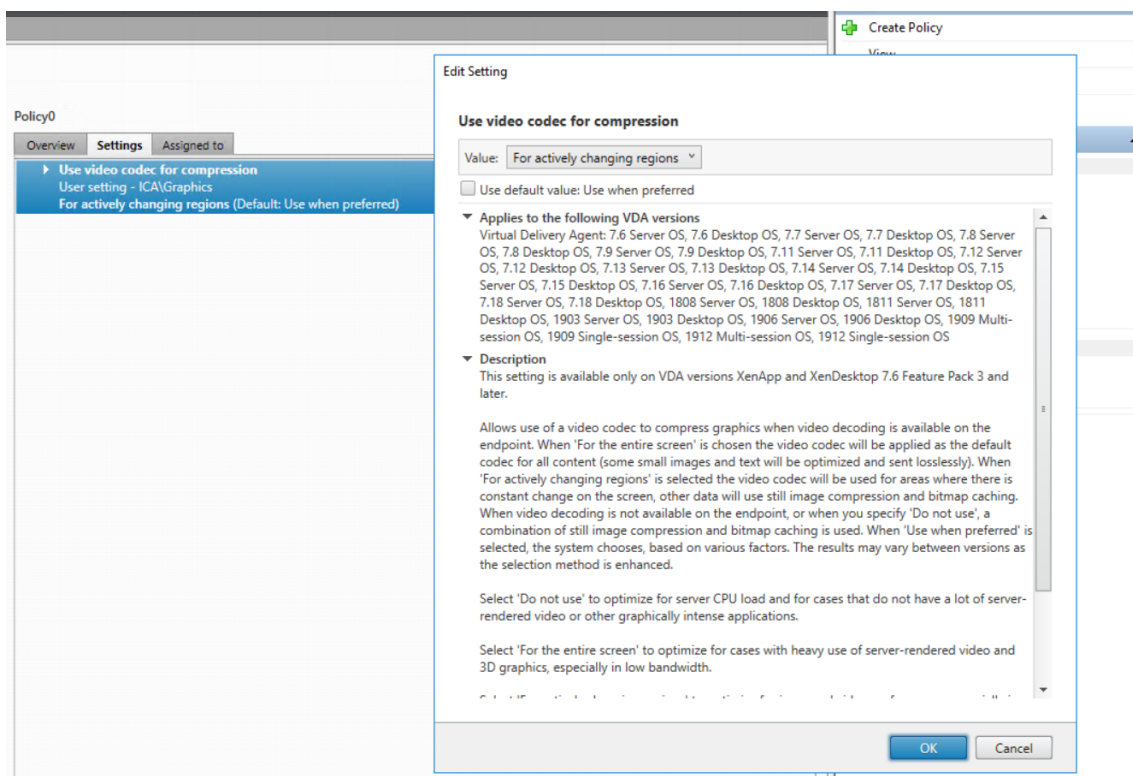 Create Policy
View
Edit Setting
Policy0
Overview Settings Assigned to
Use video codec for compression
User setting - ICA\Graphics
For actively changing regions (Default: Use when preferred)
Use video codec for compression
Value: For actively changing regions
Use default value: Use when preferred
Applies to the following VDA versions
Virtual Delivery Agent: 7.6 Server OS, 7.6 Desktop OS, 7.7 Server OS, 7.7 Desktop OS, 7.8 Server
OS, 7.8 Desktop OS, 7.9 Server OS, 7.9 Desktop OS, 7.11 Server OS, 7.11 Desktop OS, 7.12 Server
OS, 7.12 Desktop OS, 7.13 Server OS, 7.13 Desktop OS, 7.14 Server OS, 7.14 Desktop OS, 7.15
Server OS, 7.15 Desktop OS, 7.16 Server OS, 7.16 Desktop OS, 7.17 Server OS, 7.17 Desktop OS,
7.18 Server OS, 7.18 Desktop OS, 1808 Server OS, 1808 Desktop OS, 1811 Server OS, 1811
Desktop OS, 1903 Server OS, 1903 Desktop OS, 1906 Server OS, 1906 Desktop OS, 1909 Multi-
session OS, 1909 Single-session OS, 1912 Multi-session OS, 1912 Single-session OS
Description
This setting is available only on VDA versions XenApp and XenDesktop 7.6 Feature Pack 3 and
later.
Allows use of a video codec to compress graphics when video decoding is available on the
endpoint. When 'For the entire screen' is chosen the video codec will be applied as the default
codec for all content (some small images and text will be optimized and sent losslessly). When
'For actively changing regions' is selected the video codec will be used for areas where there is
constant change on the screen, other data will use still image compression and bitmap caching.
When video decoding is not available on the endpoint, or when you specify 'Do not use', a
combination of still image compression and bitmap caching is used. When 'Use when preferred' is
selected, the system chooses, based on various factors. The results may vary between versions as
the selection method is enhanced.
Select 'Do not use' to optimize for server CPU load and for cases that do not have a lot of server-
rendered video or other graphically intense applications.
Select 'For the entire screen' to optimize for cases with heavy use of server-rendered video and
3D graphics, especially in low bandwidth.
OK Cancel